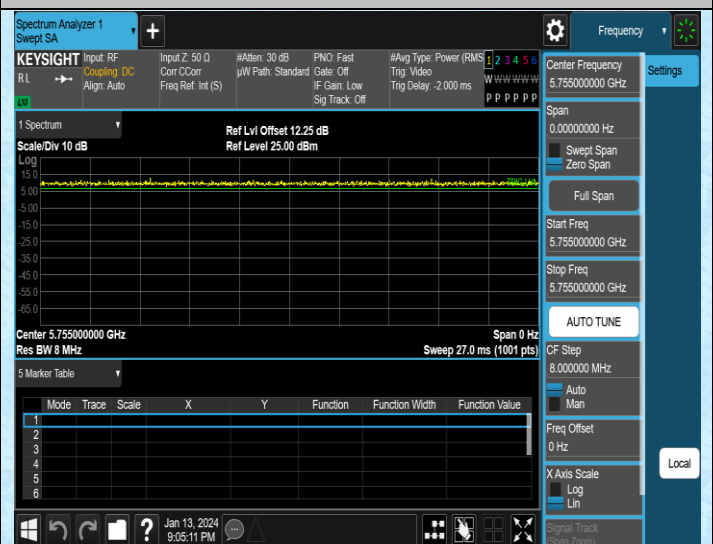 Spectrum Analyzer 1
Swept SA
+
Frequency
KEYSIGHT
RL
LXI
Input: RF
Coupling: DC
Align: Auto
Input Z: 50 Ω
Corr CCorr
Freq Ref: Int (S)
#Atten: 30 dB
µW Path: Standard
PNO: Fast
Gate: Off
IF Gain: Low
Sig Track: Off
#Avg Type: Power (RMS
Trig: Video
Trig Delay: -2.000 ms
1 2 3 4 5 6
W W W W W W
P P P P P P
1 Spectrum
Scale/Div 10 dB
Ref Lvl Offset 12.25 dB
Ref Level 25.00 dBm
Log
15.0
5.00
-5.00
-15.0
-25.0
-35.0
-45.0
-55.0
-65.0
Center 5.755000000 GHz
Res BW 8 MHz
Span 0 Hz
Sweep 27.0 ms (1001 pts)
5 Marker Table
Mode Trace Scale X Y Function Function Width Function Value
1
2
3
4
5
6
Jan 13, 2024
9:05:11 PM
?
Center Frequency
5.755000000 GHz
Span
0.00000000 Hz
Swept Span
Zero Span
Full Span
Start Freq
5.755000000 GHz
Stop Freq
5.755000000 GHz
AUTO TUNE
CF Step
8.000000 MHz
Auto
Man
Freq Offset
0 Hz
X Axis Scale
Log
Lin
Signal Track
(Span Zoom)
Settings
Local